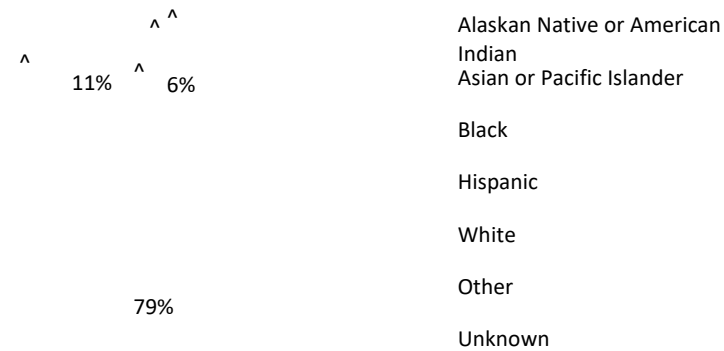 ^ ^
^ ^
11% 6%
79%
Alaskan Native or American
Indian
Asian or Pacific Islander
Black
Hispanic
White
Other
Unknown